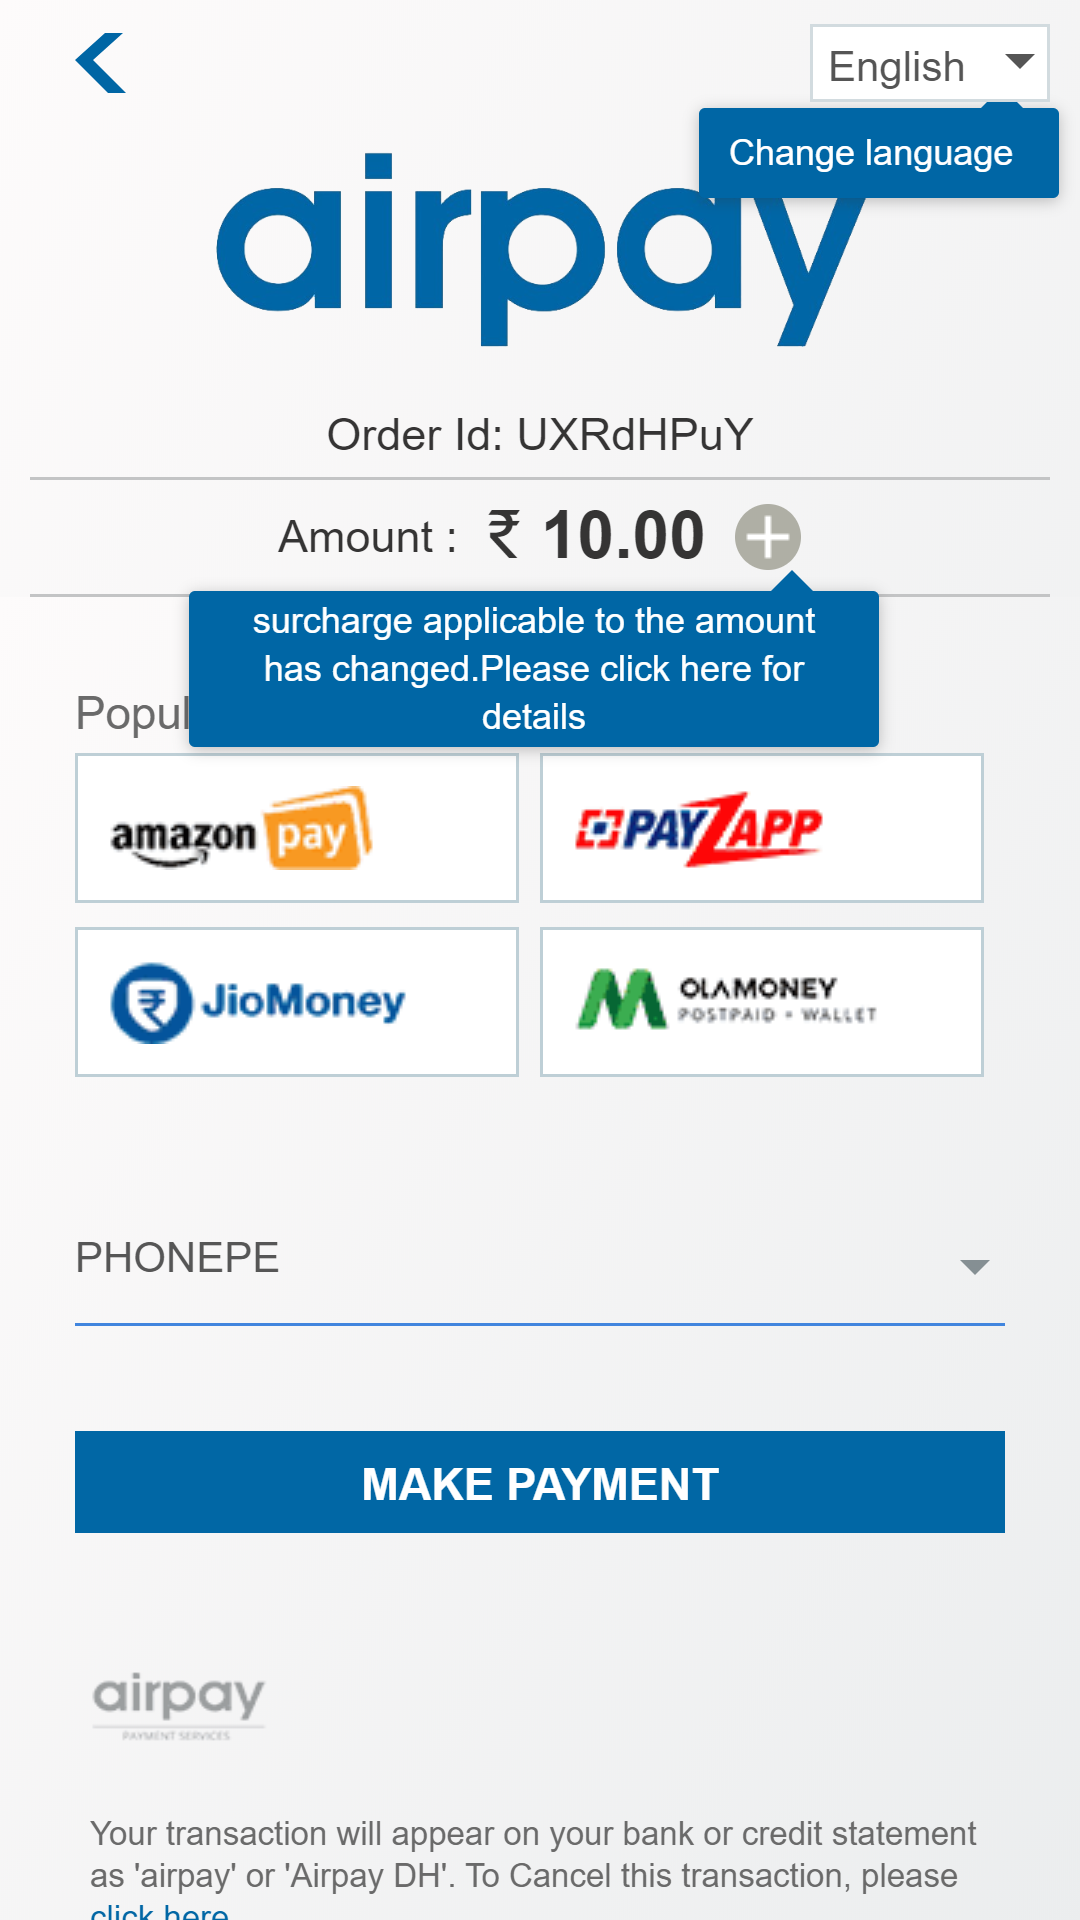 English
Change language
airpay
Order Id: UXRdHPuY
Amount : ₹ 10.00
surcharge applicable to the amount
has changed.Please click here for
details
Popul
amazon pay
PAYZAPP
JioMoney
OLAMONEY
POSTPAID • WALLET
PHONEPE
MAKE PAYMENT
airpay
PAYMENT SERVICES
Your transaction will appear on your bank or credit statement
as 'airpay' or 'Airpay DH'. To Cancel this transaction, please
click here